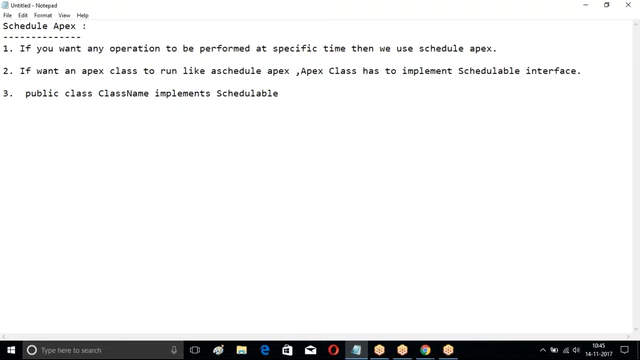 Untitled - Notepad
File Edit Format View Help
Schedule Apex :
--------------
1. If you want any operation to be performed at specific time then we use schedule apex.
2. If want an apex class to run like aschedule apex ,Apex Class has to implement Schedulable interface.
3. public class ClassName implements Schedulable
Type here to search
10:45
14-11-2017